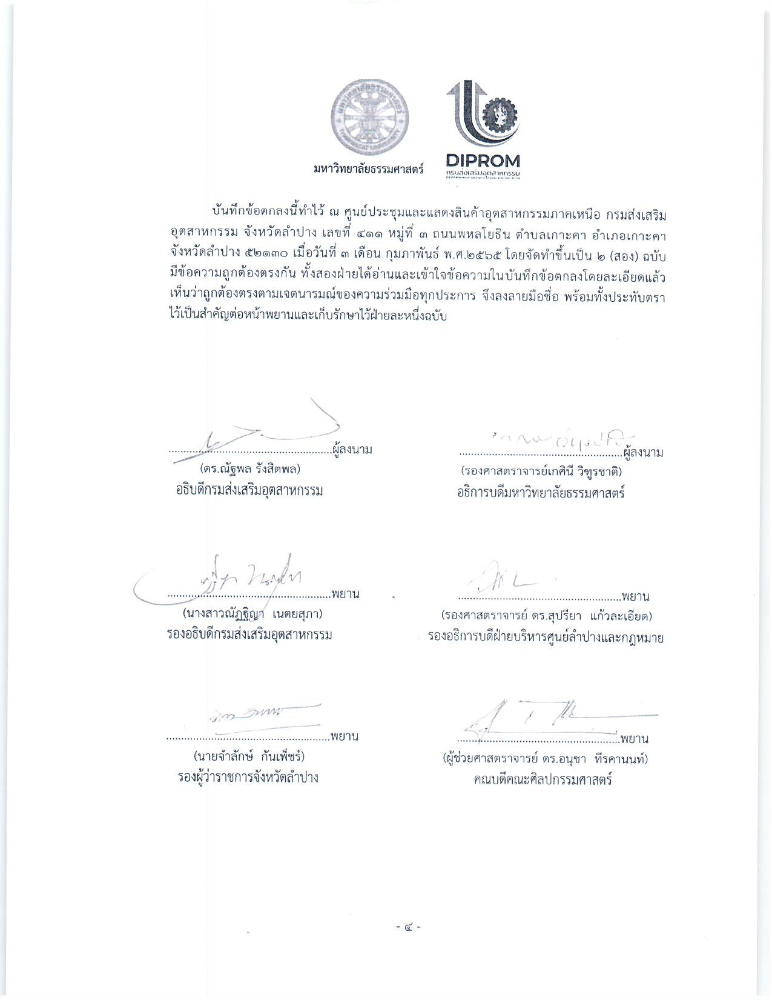 มหาวิทยาลัยธรรมศาสตร์
THAMMASAT UNIVERSITY
มหาวิทยาลัยธรรมศาสตร์
DIPROM
กรมส่งเสริมอุตสาหกรรม
DEPARTMENT OF INDUSTRIAL PROMOTION
บันทึกข้อตกลงนี้ทำไว้ ณ ศูนย์ประชุมและแสดงสินค้าอุตสาหกรรมภาคเหนือ กรมส่งเสริม
อุตสาหกรรม จังหวัดลำปาง เลขที่ ๔๑๑ หมู่ที่ ๓ ถนนพหลโยธิน ตำบลเกาะคา อำเภอเกาะคา
จังหวัดลำปาง ๕๒๑๓๐ เมื่อวันที่ ๓ เดือน กุมภาพันธ์ พ.ศ.๒๕๖๕ โดยจัดทำขึ้นเป็น ๒ (สอง) ฉบับ
มีข้อความถูกต้องตรงกัน ทั้งสองฝ่ายได้อ่านและเข้าใจข้อความในบันทึกข้อตกลงโดยละเอียดแล้ว
เห็นว่าถูกต้องตรงตามเจตนารมณ์ของความร่วมมือทุกประการ จึงลงลายมือชื่อ พร้อมทั้งประทับตรา
ไว้เป็นสำคัญต่อหน้าพยานและเก็บรักษาไว้ฝ่ายละหนึ่งฉบับ
........................................................ผู้ลงนาม
(ดร.ณัฐพล รังสิตพล)
อธิบดีกรมส่งเสริมอุตสาหกรรม
........................................................ผู้ลงนาม
(รองศาสตราจารย์เกศินี วิฑูรชาติ)
อธิการบดีมหาวิทยาลัยธรรมศาสตร์
........................................................พยาน
(นางสาวณัฏฐิญา เนตยสุภา)
รองอธิบดีกรมส่งเสริมอุตสาหกรรม
........................................................พยาน
(รองศาสตราจารย์ ดร.สุปรียา แก้วละเอียด)
รองอธิการบดีฝ่ายบริหารศูนย์ลำปางและกฎหมาย
........................................................พยาน
(นายจำลักษ์ กันเพ็ชร์)
รองผู้ว่าราชการจังหวัดลำปาง
........................................................พยาน
(ผู้ช่วยศาสตราจารย์ ดร.อนุชา ทีรคานนท์)
คณบดีคณะศิลปกรรมศาสตร์
- ๔ -